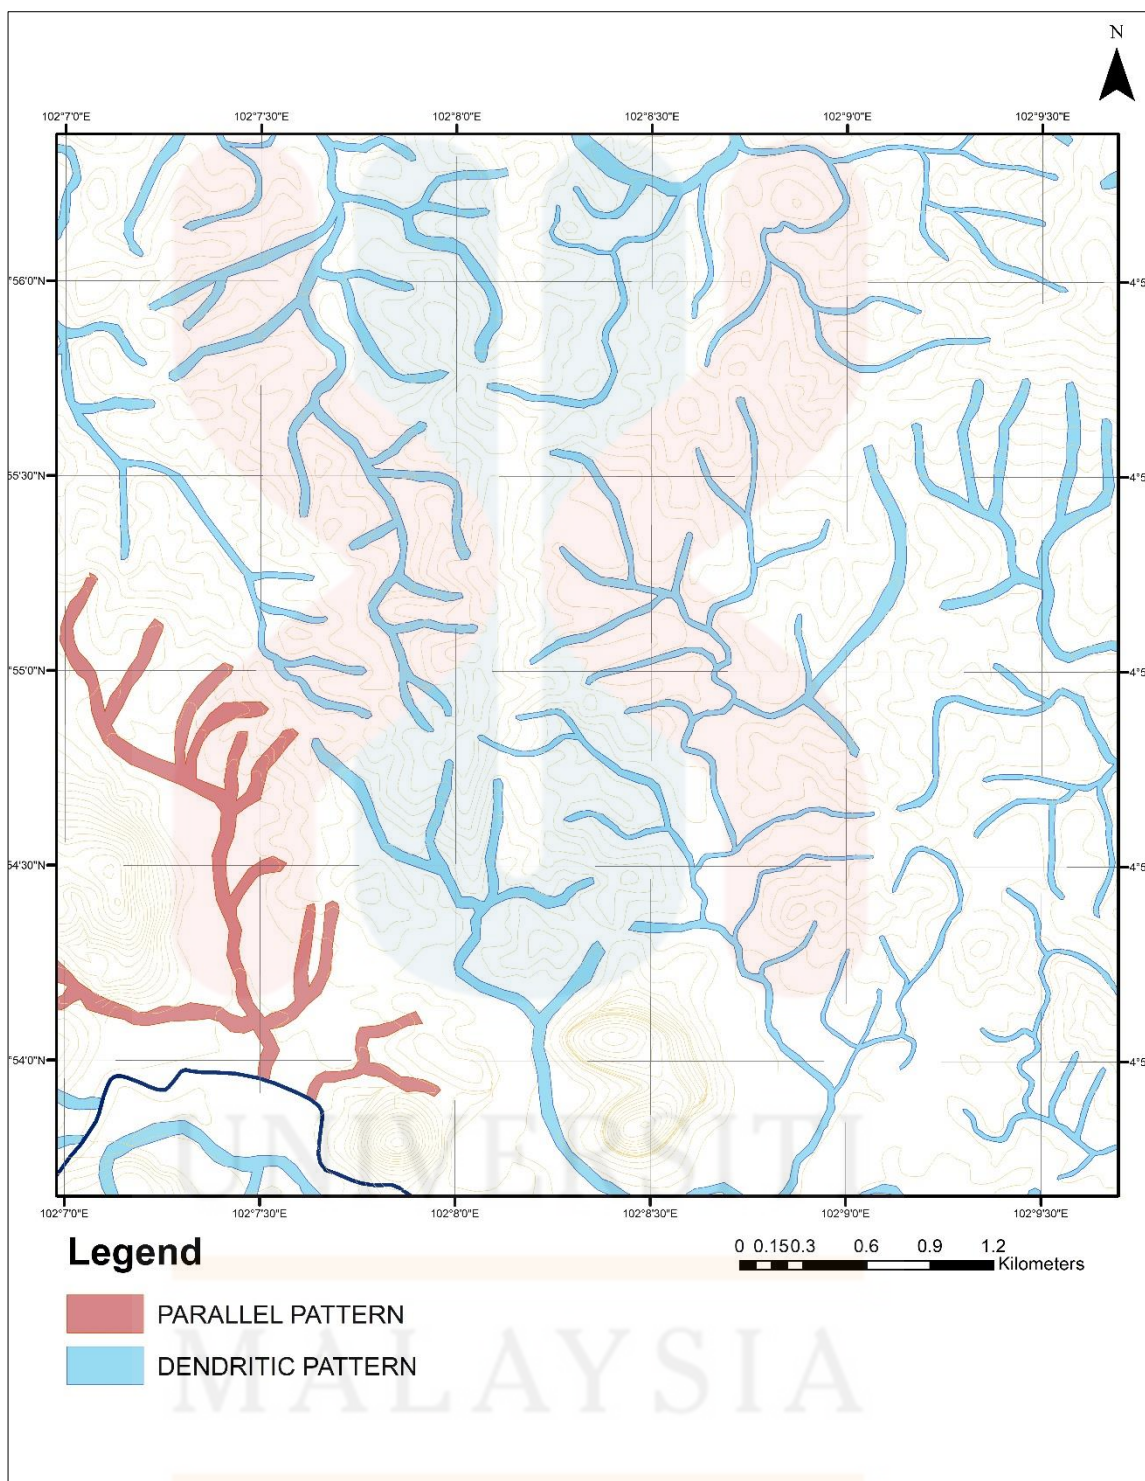 N
102°7'0"E 102°7'30"E 102°8'0"E 102°8'30"E 102°9'0"E 102°9'30"E
°56'0"N 4°5
55'30"N 4°5
°55'0"N 4°5
54'30"N 4°5
°54'0"N 4°5
UNIVERSITI
102°7'0"E 102°7'30"E 102°8'0"E 102°8'30"E 102°9'0"E 102°9'30"E
Legend
0 0.15 0.3 0.6 0.9 1.2
Kilometers
PARALLEL PATTERN
MALAYSIA
DENDRITIC PATTERN